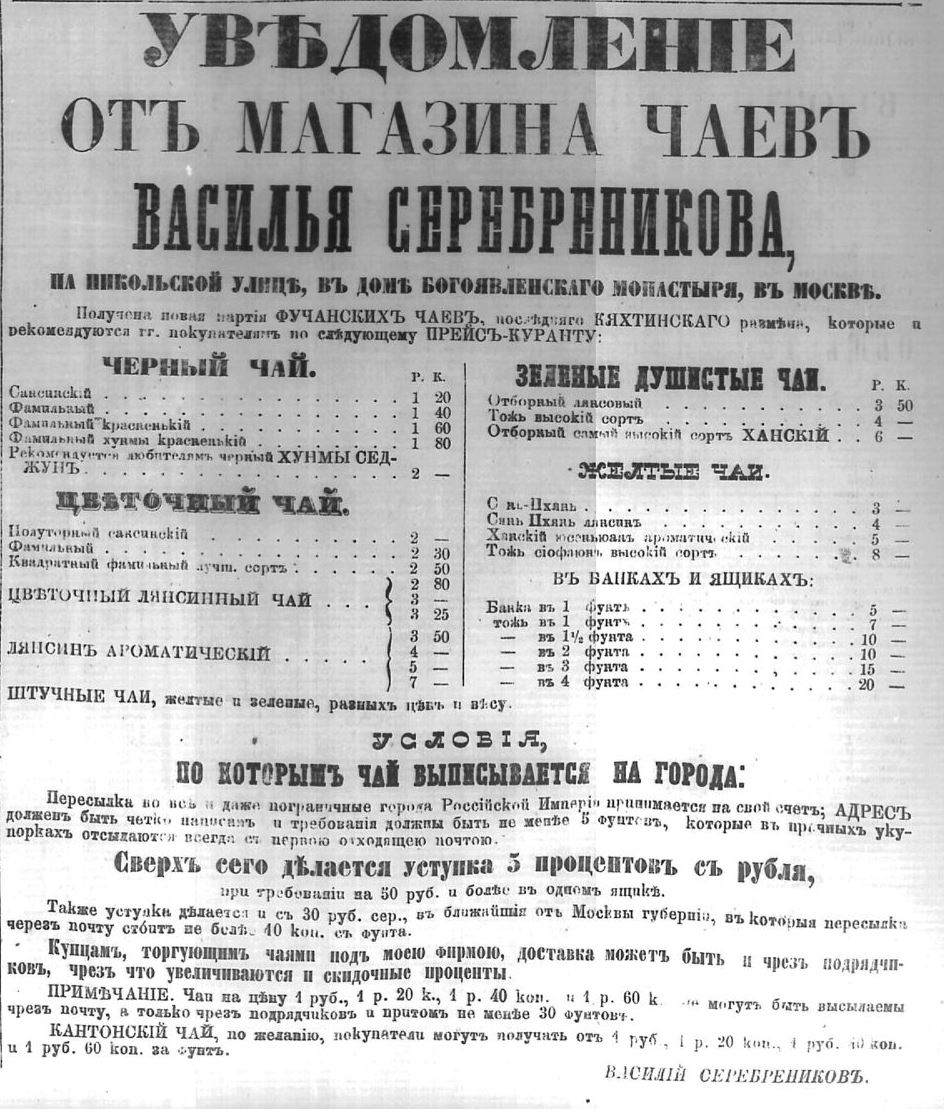 УВѢДОМЛЕНІЕ
ОТЪ МАГАЗИНА ЧАЕВЪ
ВАСИЛЬЯ СЕРЕБРЕНИКОВА,
НА НИКОЛЬСКОЙ УЛИЦѢ, ВЪ ДОМѢ БОГОЯВЛЕНСКАГО МОНАСТЫРЯ, ВЪ МОСКВѢ.
Получена новая партія ФУЧАНСКИХЪ ЧАЕВЪ, послѣдняго КЯХТИНСКАГО размѣна, которые и
рекомендуются гг. покупателямъ по слѣдующему ПРЕЙСЪ-КУРАНТУ:
ЧЕРНЫЙ ЧАЙ. Р. К.
Сансинскій . . . 1 20
Фамильный . . . 1 40
Фамильный красненькій . . . 1 60
Фамильный хунмы красненькій . . . 1 80
Рекомендуется любителямъ черный ХУНМЫ СЕД-
ЖУНЪ . . . 2 —
ЦВѢТОЧНЫЙ ЧАЙ.
Полуторный сансинскій . . . 2 —
Фамильный . . . 2 30
Квадратный фамильный лучш. сортъ . . . 2 50
2 80
ЦВѢТОЧНЫЙ ЛЯНСИННЫЙ ЧАЙ . . . 3 —
3 25
3 50
ЛЯНСИНЪ АРОМАТИЧЕСКІЙ . . . 4 —
5 —
7 —
ШТУЧНЫЕ ЧАИ, желтые и зеленые, разныхъ цѣнъ и вѣсу.
ЗЕЛЕНЫЕ ДУШИСТЫЕ ЧАИ. Р. К.
Отборный лянсовый . . . 3 50
Тожь высокій сортъ . . . 4 —
Отборный самый высокій сортъ ХАНСКІЙ . . 6 —
ЖЕЛТЫЕ ЧАИ.
Пхянь . . . 3 —
Сянь Пхянь лянсинъ . . . 4 —
Ханскій ароматическій . . . 5 —
Тожь высокій сортъ . . . 8 —
ВЪ БАНКАХЪ И ЯЩИКАХЪ:
Банка въ 1 фунтъ . . . 5 —
тожь въ 1 фунтъ . . . 7 —
— въ 1½ фунта . . . 10 —
— въ 2 фунта . . . 10 —
— въ 3 фунта . . . 15 —
— въ 4 фунта . . . 20 —
УСЛОВІЯ,
ПО КОТОРЫМЪ ЧАЙ ВЫПИСЫВАЕТСЯ НА ГОРОДА:
Пересылка во всѣ и даже пограничные города Россійской Имперіи принимается на свой счетъ; АДРЕСЪ
долженъ быть четко написанъ и требованія должны быть не менѣе 5 фунтовъ, которые въ прочныхъ уку-
поркахъ отсылаются всегда съ первою отходящею почтою.
Сверхъ сего дѣлается уступка 5 процентовъ съ рубля,
при требованіи на 50 руб. и болѣе въ одномъ ящикѣ.
Также уступка дѣлается и съ 30 руб. сер., въ ближайшія отъ Москвы губерніи, въ которыя пересылка
черезъ почту стоитъ не болѣе 10 коп. съ фунта.
Купцамъ, торгующимъ чаями подъ моею фирмою, доставка можетъ быть и чрезъ подрядчи-
ковъ, чрезъ что увеличиваются и скидочные проценты.
ПРИМѢЧАНІЕ. Чаи на цѣну 1 руб., 1 р. 20 к., 1 р. 40 коп. и 1 р. 60 к. не могутъ быть высылаемы
чрезъ почту, а только чрезъ подрядчиковъ и притомъ не менѣе 30 фунтовъ.
КАНТОНСКІЙ ЧАЙ, по желанію, покупатели могутъ получать отъ 1 руб., 1 р. 20 коп., 1 руб. 40 коп.
и 1 руб. 60 коп. за фунтъ.
ВАСИЛІЙ СЕРЕБРЕНИКОВЪ.